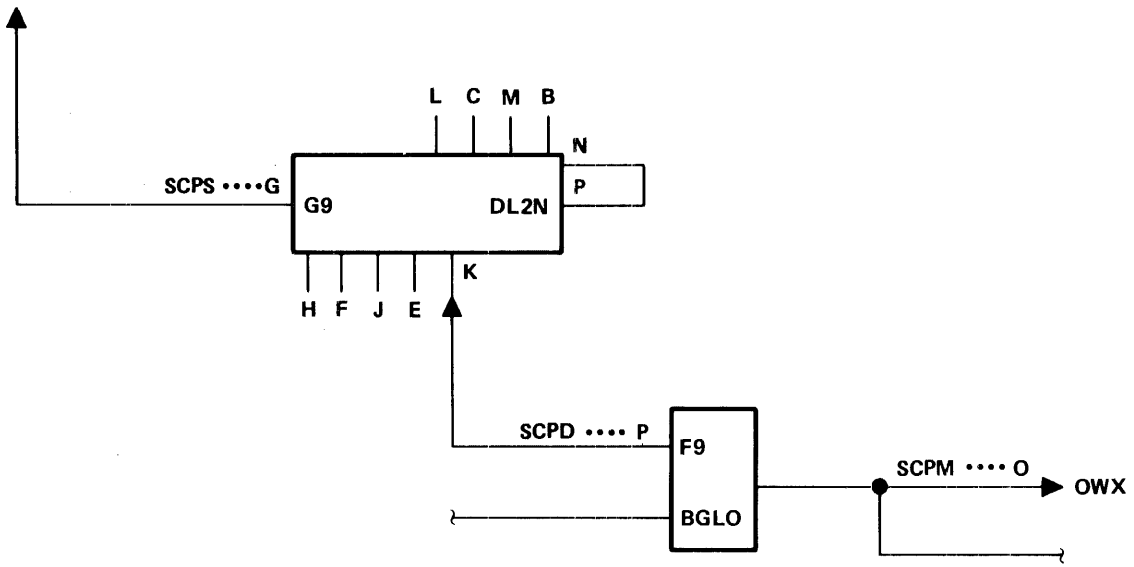 L C M B
N
SCPS ····G
P
G9 DL2N
K
H F J E
SCPD ···· P
F9
SCPM ···· O
OWX
BGLO